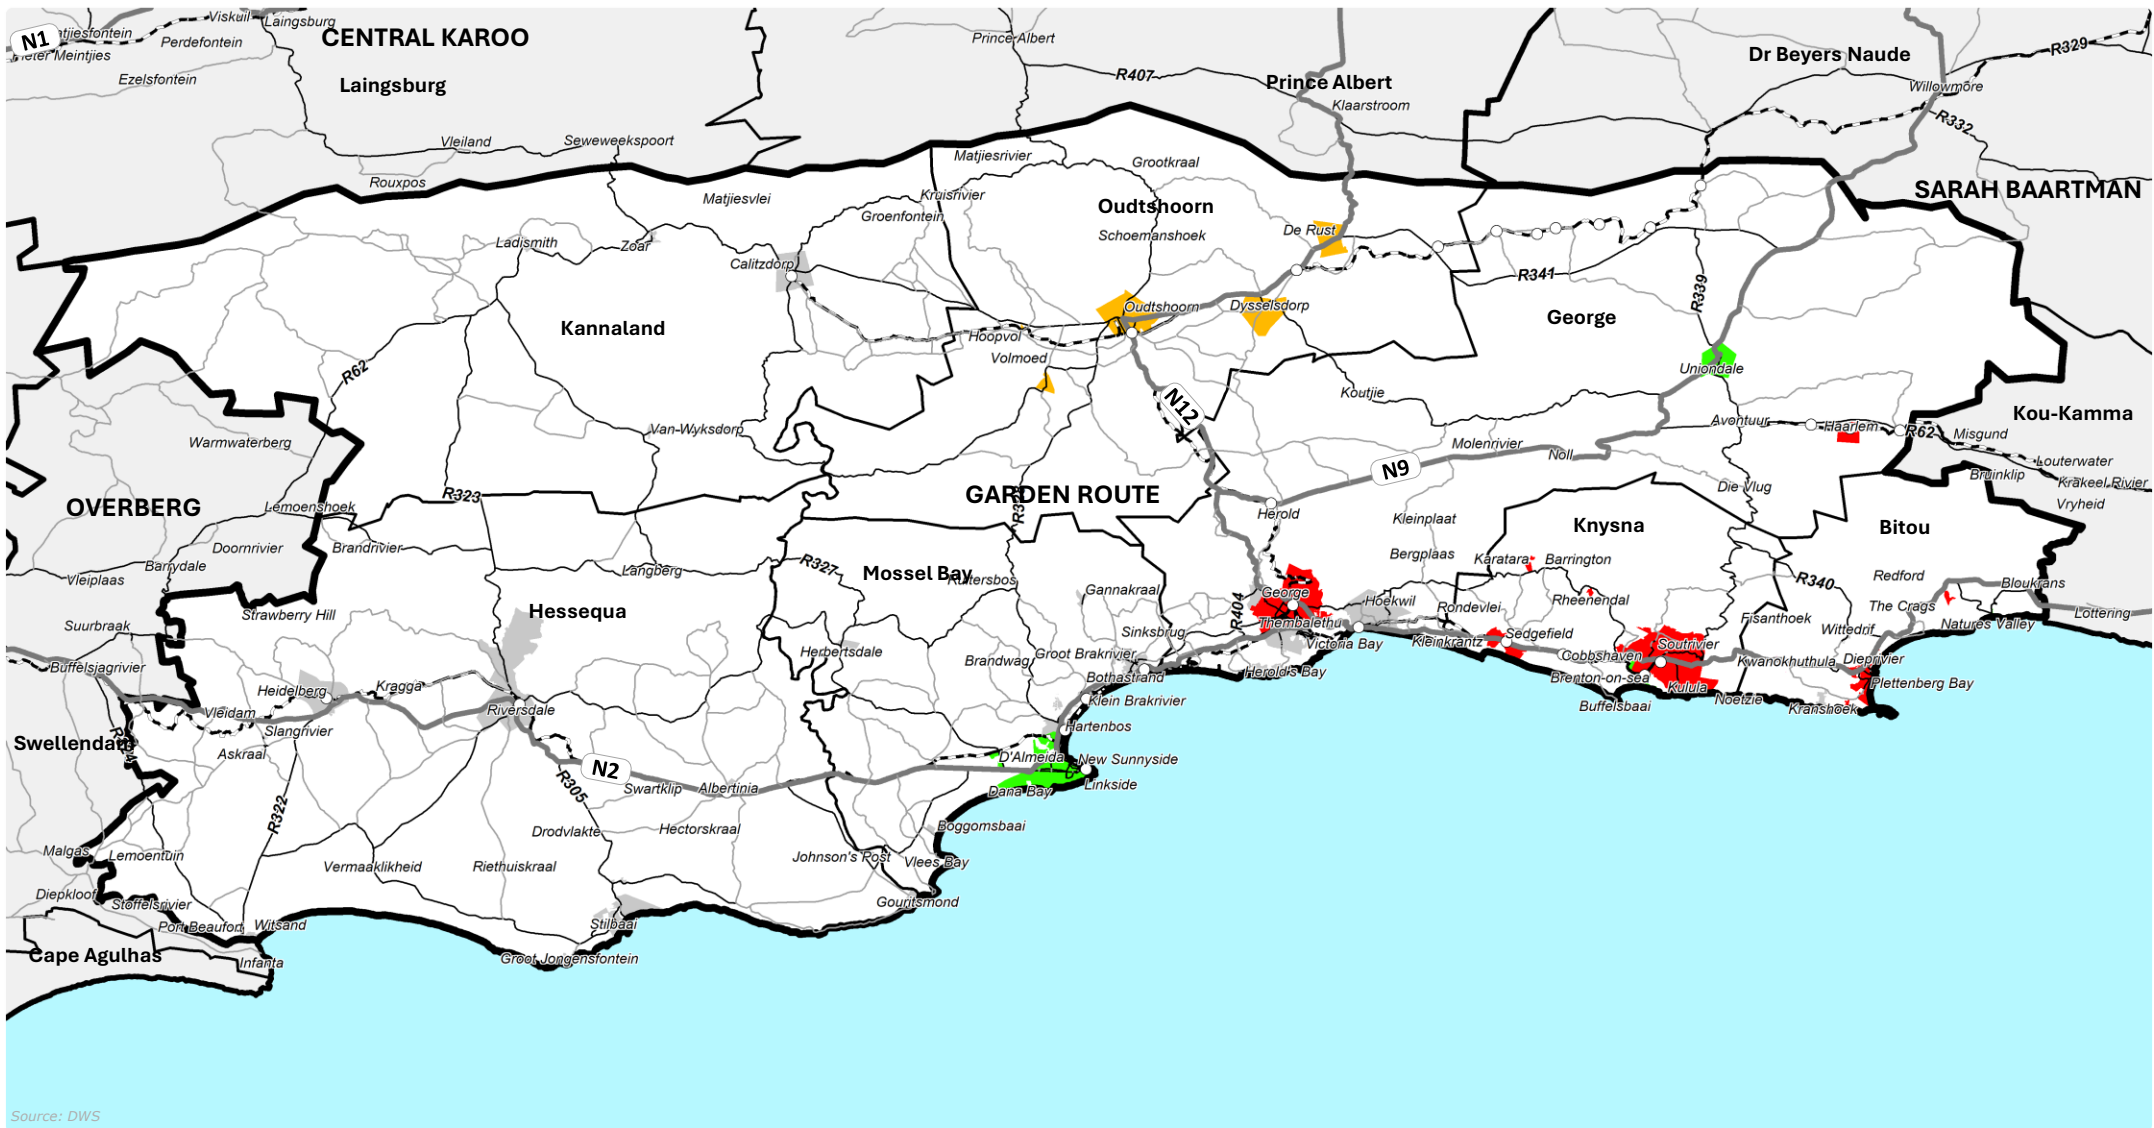 Viskuil
Laingsburg
N1
Perdefontein
CENTRAL KAROO
Prince Albert
Dr Beyers Naude
R329
Ezelsfontein
Laingsburg
R407
Prince Albert
Klaarstroom
Willowmore
R332
Vleiland
Seweweekspoort
Matjiesrivier
Grootkraal
Rouxpos
Matjiesvlei
Kruisrivier
SARAH BAARTMAN
Groenfontein
Oudtshoorn
Ladismith
Zoar
Schoemanshoek
De Rust
Calitzdorp
R341
R339
Kannaland
Oudtshoorn
Dysselsdorp
George
Hoopvol
Volmoed
R62
Uniondale
Koutjie
N12
Warmwaterberg
Van-Wyksdorp
Avontuur
Haarlem
R62
Kou-Kamma
Misgund
Molenrivier
Noll
N9
Louterwater
Bruinklip
Krakeel Rivier
R323
GARDEN ROUTE
Die Vlug
Vryheid
OVERBERG
Lemoenshoek
Herold
Kleinplaat
Knysna
Bitou
Doornrivier
Brandrivier
Bergplaas
Karatara
Barrington
Barrydale
Vleiplaas
Langberg
R327
Mossel Bay
R340
Redford
Bloukrans
Gannakraal
George
Hoekwil
Rondevlei
Rheenendal
The Crags
Lottering
Strawberry Hill
Hessequa
R404
Thembalethu
Fisanthoek
Wittedrif
Natures Valley
Suurbraak
Sinksbrug
Victoria Bay
Kleinkrantz
Sedgefield
Soutrivier
Buffelsjagrivier
Herbertsdale
Brandwag
Groot Brakrivier
Cobbshaven
Kwanokhuthula
Dieprivier
Herold's Bay
Brenton-on-sea
Kulula
Plettenberg Bay
Heidelberg
Kragga
Bothastrand
Klein Brakrivier
Buffelsbaai
Noetzie
Kranshoek
Vleidam
Riversdale
Slangrivier
Hartenbos
Swellendam
Askraal
D'Almeida
New Sunnyside
N2
R305
Swartklip
Albertinia
Dana Bay
Linkside
R322
Drodvlakte
Hectorskraal
Boggomsbaai
Malgas
Lemoentuin
Vermaaklikheid
Riethuiskraal
Johnson's Post
Vlees Bay
Diepkloof
Stoffelsrivier
Gouritsmond
Port Beaufort
Witsand
Stilbaai
Cape Agulhas
Infanta
Groot Jongensfontein
Source: DWS